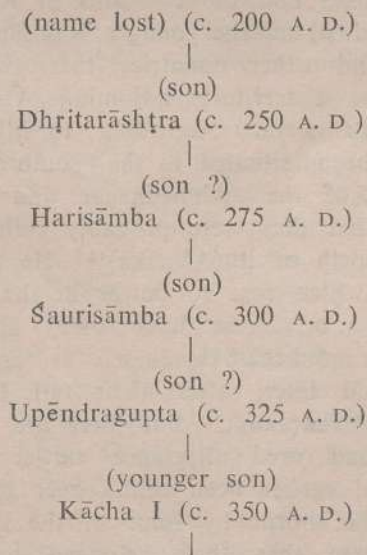 (name lost) (c. 200 A. D.)
(son)
Dhṛitarāshṭra (c. 250 A. D )
(son ?)
Harisāmba (c. 275 A. D.)
(son)
Śaurisāmba (c. 300 A. D.)
(son ?)
Upēndragupta (c. 325 A. D.)
(younger son)
Kācha I (c. 350 A. D.)